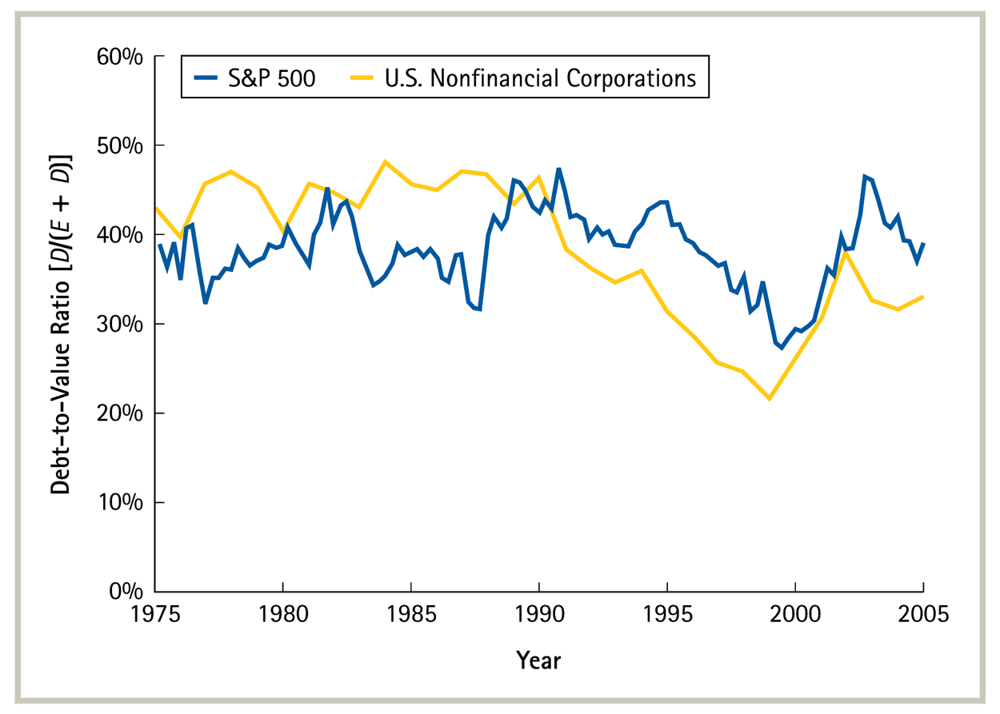 60%
S&P 500 U.S. Nonfinancial Corporations
50%
40%
30%
20%
10%
0%
Debt-to-Value Ratio [D/(E + D)]
1975 1980 1985 1990 1995 2000 2005
Year